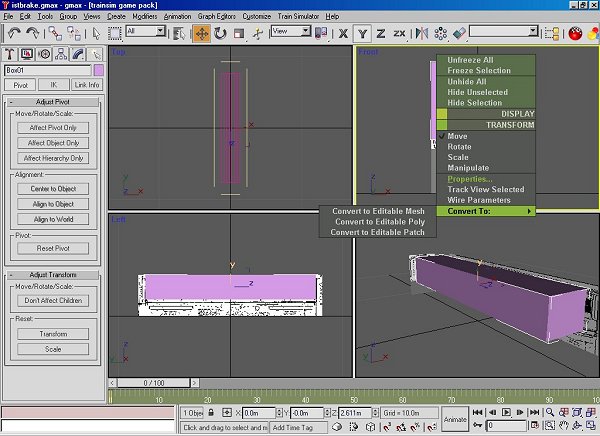 istbrake.gmax - gmax - [trainsim game pack]
File Edit Tools Group Views Create Modifiers Animation Graph Editors Customize TrainSim MAXScript Help
All View
X Y Z
Box01
Pivot IK Link Info
Adjust Pivot
Move/Rotate/Scale:
Affect Pivot Only
Affect Object Only
Affect Hierarchy Only
Alignment:
Center to Object
Align to Object
Align to World
Pivot:
Reset Pivot
Adjust Transform
Move/Rotate/Scale:
Don't Affect Children
Reset:
Transform
Scale
Top
x
z
z x
Front
z x
Unfreeze All
Freeze Selection
Unhide All
Hide Unselected
Hide Selection
DISPLAY
TRANSFORM
Move
Rotate
Scale
Manipulate
Properties...
Track View Selected
Wire Parameters
Convert To:
Convert to Editable Mesh
Convert to Editable Poly
Convert to Editable Patch
Left
y
z
y
0 / 100
0 10 20 30 40 50 60 70 80 90 100
1 Objec X: 0.0m Y: -0.0m Z: 2.611m Grid = 10.0m
Click and drag to select and m Add Time Tag
Animate
0